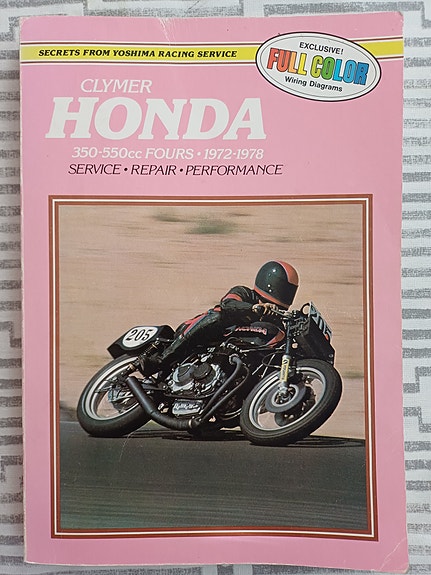 SECRETS FROM YOSHIMA RACING SERVICE
EXCLUSIVE!
FULL COLOR
Wiring Diagrams
CLYMER
HONDA
350-550cc FOURS • 1972-1978
SERVICE • REPAIR • PERFORMANCE
205